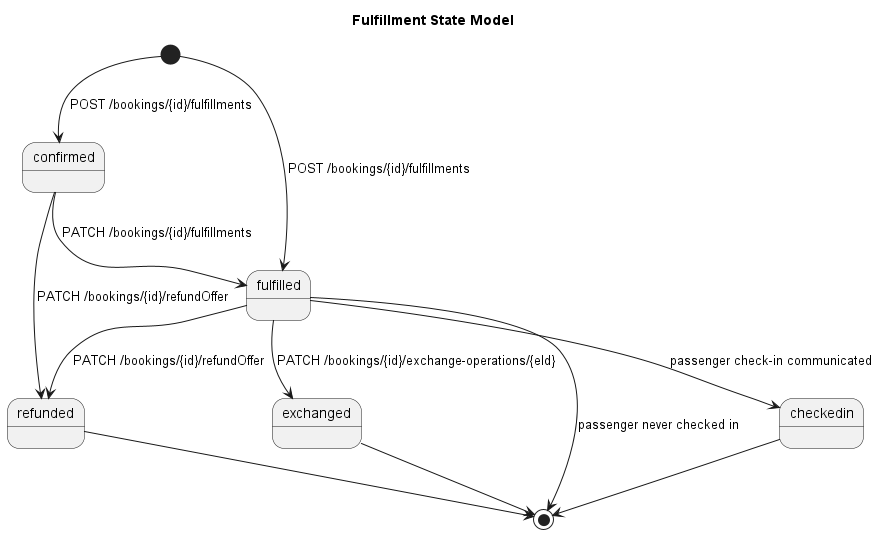 Fulfillment State Model
POST /bookings/{id}/fulfillments
confirmed
POST /bookings/{id}/fulfillments
PATCH /bookings/{id}/fulfillments
fulfilled
PATCH /bookings/{id}/refundOffer
PATCH /bookings/{id}/refundOffer
PATCH /bookings/{id}/exchange-operations/{eId}
passenger check-in communicated
refunded
exchanged
checkedin
passenger never checked in